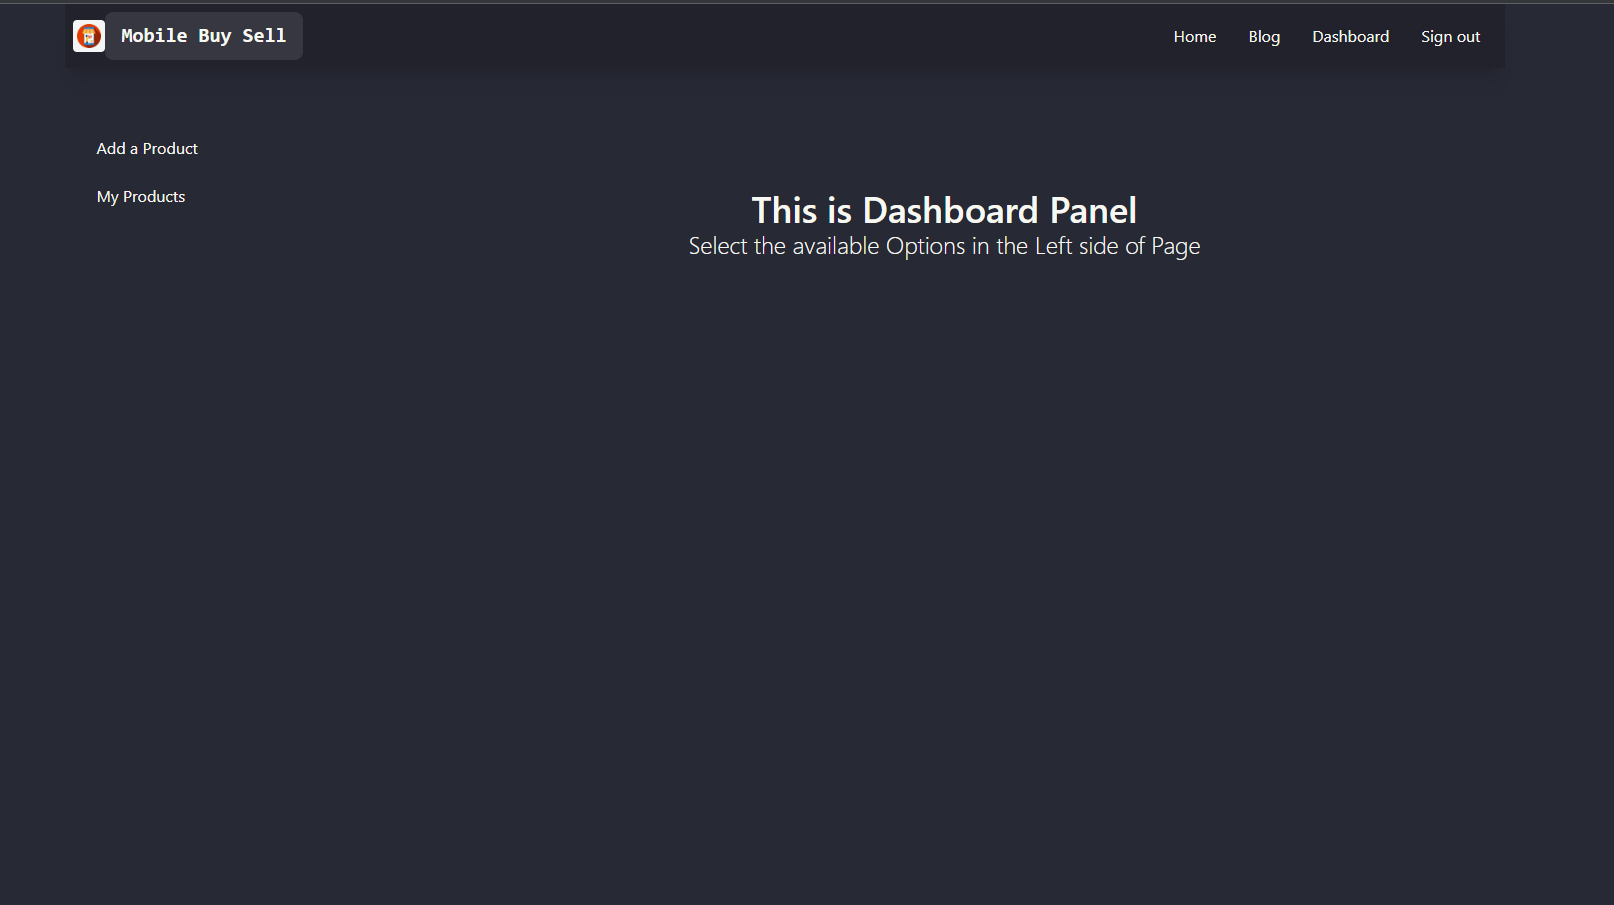 Mobile Buy Sell
Home Blog Dashboard Sign out
Add a Product
My Products
This is Dashboard Panel
Select the available Options in the Left side of Page